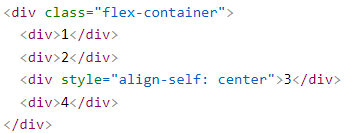 <div class="flex-container">
  <div>1</div>
  <div>2</div>
  <div style="align-self: center">3</div>
  <div>4</div>
</div>